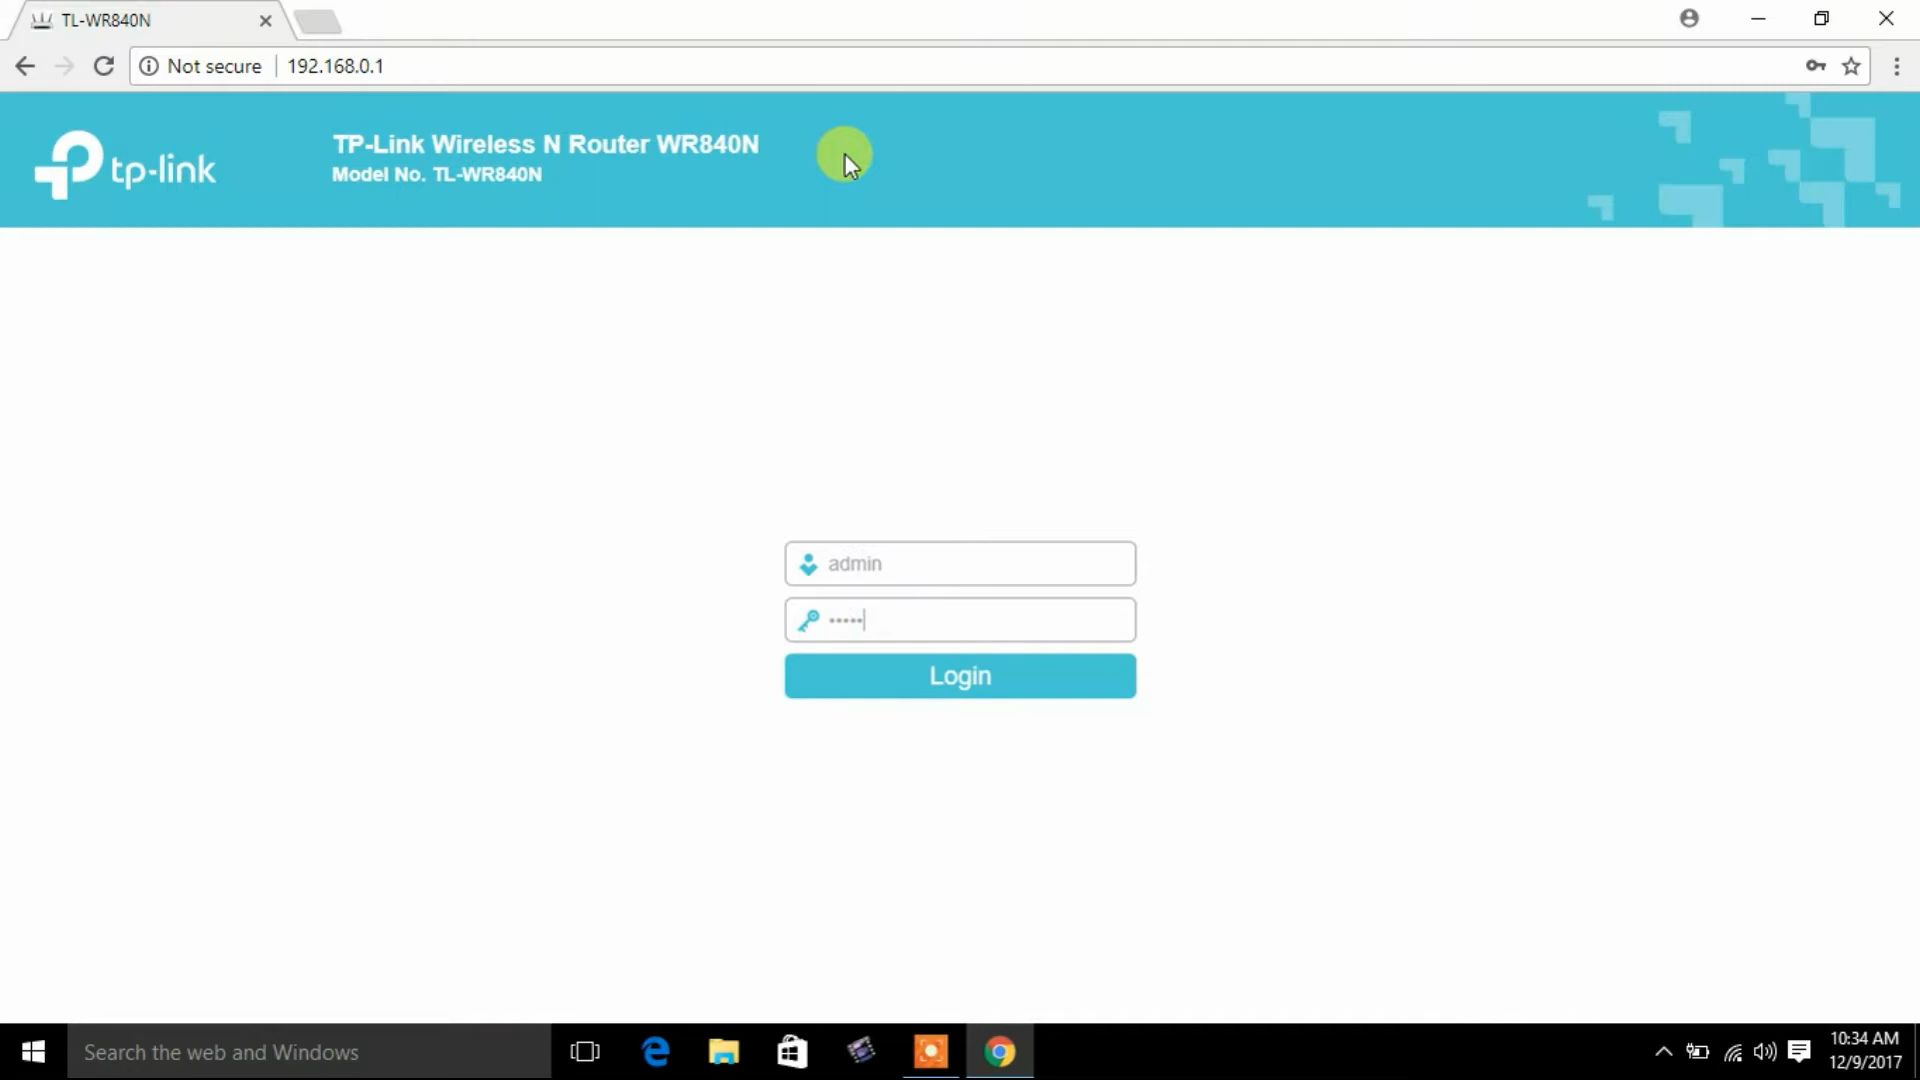 TL-WR840N
Not secure | 192.168.0.1
tp-link
TP-Link Wireless N Router WR840N
Model No. TL-WR840N
admin
•••••
Login
Search the web and Windows
10:34 AM
12/9/2017